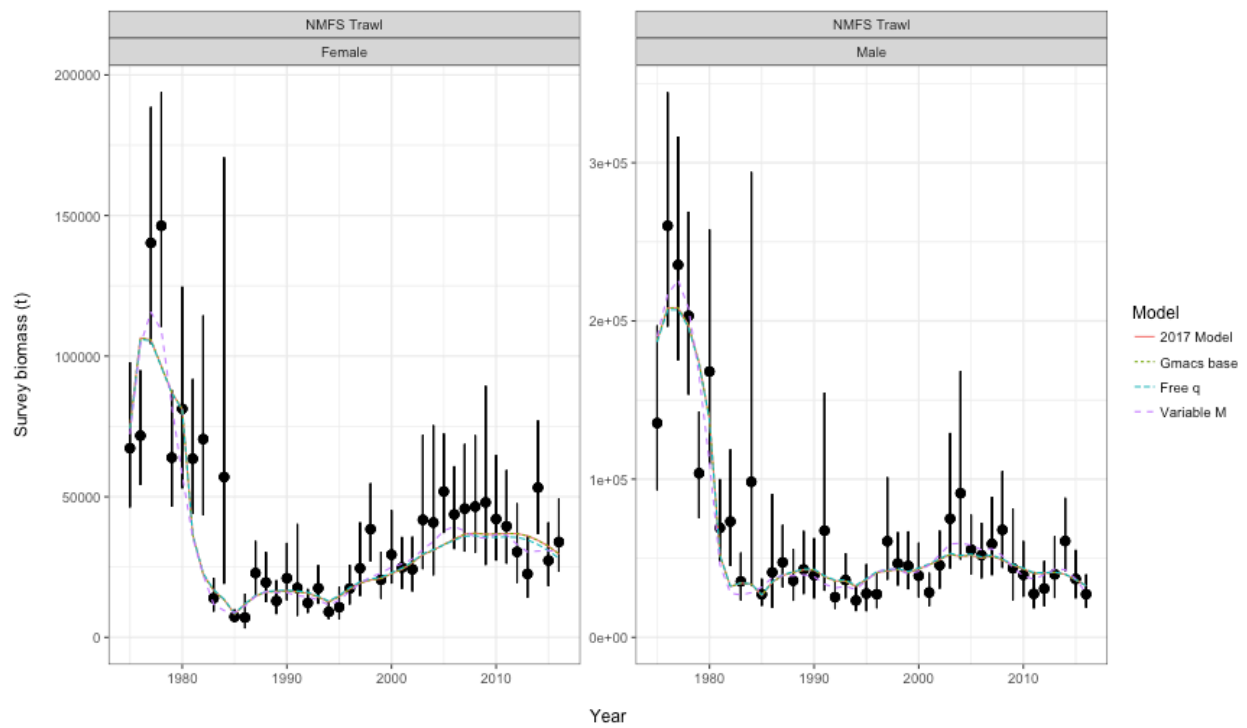 NMFS Trawl
Female
NMFS Trawl
Male
Survey biomass (t)
200000
150000
100000
50000
0
3e+05
2e+05
1e+05
0e+00
1980
1990
2000
2010
1980
1990
2000
2010
Year
Model
2017 Model
Gmacs base
Free q
Variable M